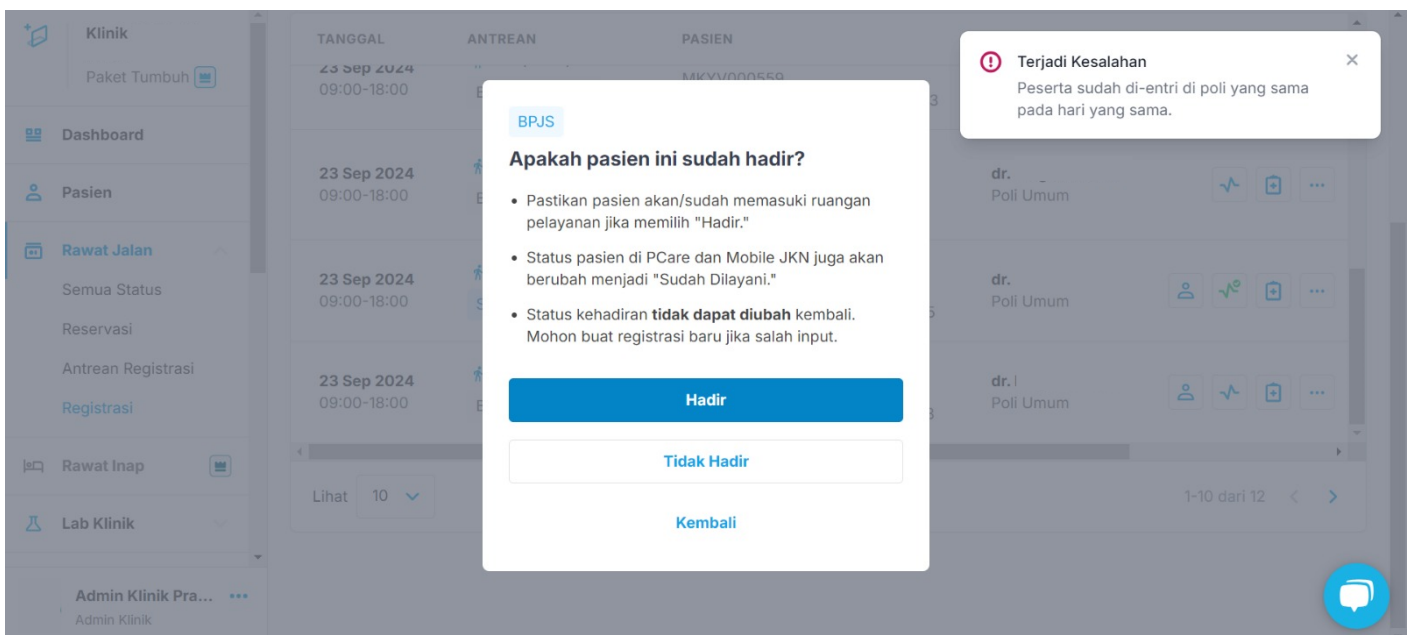 Klinik
Paket Tumbuh
Dashboard
Pasien
Rawat Jalan
Semua Status
Reservasi
Antrean Registrasi
Registrasi
Rawat Inap
Lab Klinik
Admin Klinik Pra...
Admin Klinik
TANGGAL ANTREAN PASIEN
23 Sep 2024
09:00-18:00
MKYV000559
23 Sep 2024
09:00-18:00
dr.
Poli Umum
23 Sep 2024
09:00-18:00
dr.
Poli Umum
23 Sep 2024
09:00-18:00
dr.
Poli Umum
Lihat 10
1-10 dari 12
BPJS
Apakah pasien ini sudah hadir?
• Pastikan pasien akan/sudah memasuki ruangan
pelayanan jika memilih "Hadir."
• Status pasien di PCare dan Mobile JKN juga akan
berubah menjadi "Sudah Dilayani."
• Status kehadiran tidak dapat diubah kembali.
Mohon buat registrasi baru jika salah input.
Hadir
Tidak Hadir
Kembali
Terjadi Kesalahan
Peserta sudah di-entri di poli yang sama
pada hari yang sama.